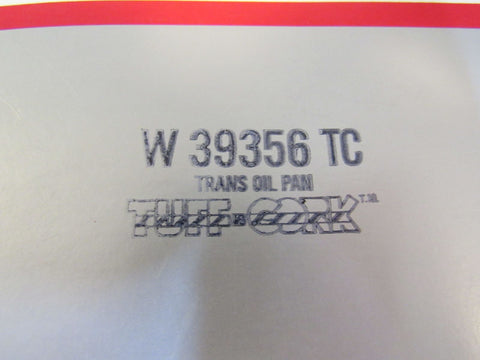 W 39356 TC
TRANS OIL PAN
TUFF-CORK T.M.